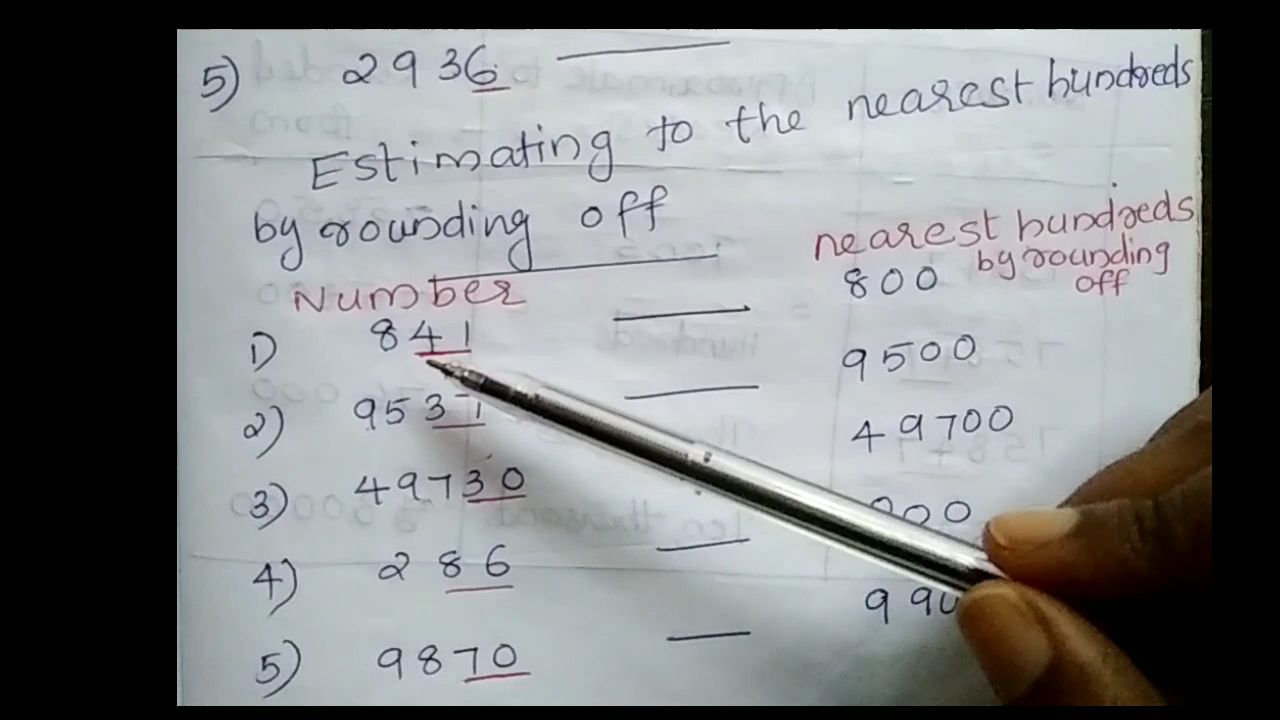 5) 2936
Estimating to the nearest hundreds
by rounding off
Number nearest hundreds
by rounding
off
1) 841 800
2) 9531 9500
3) 49730 49700
4) 286
5) 9870